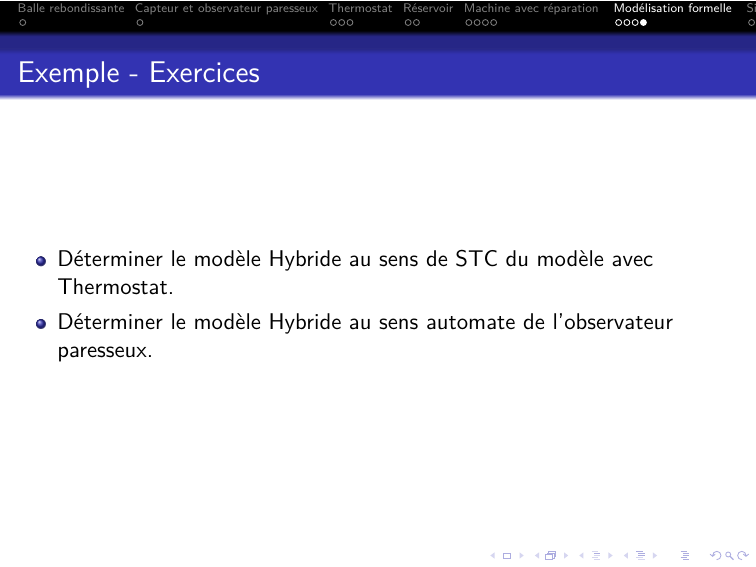 Balle rebondissante Capteur et observateur paresseux Thermostat Réservoir Machine avec réparation Modélisation formelle Si
Exemple - Exercices
Déterminer le modèle Hybride au sens de STC du modèle avec
Thermostat.
Déterminer le modèle Hybride au sens automate de l'observateur
paresseux.